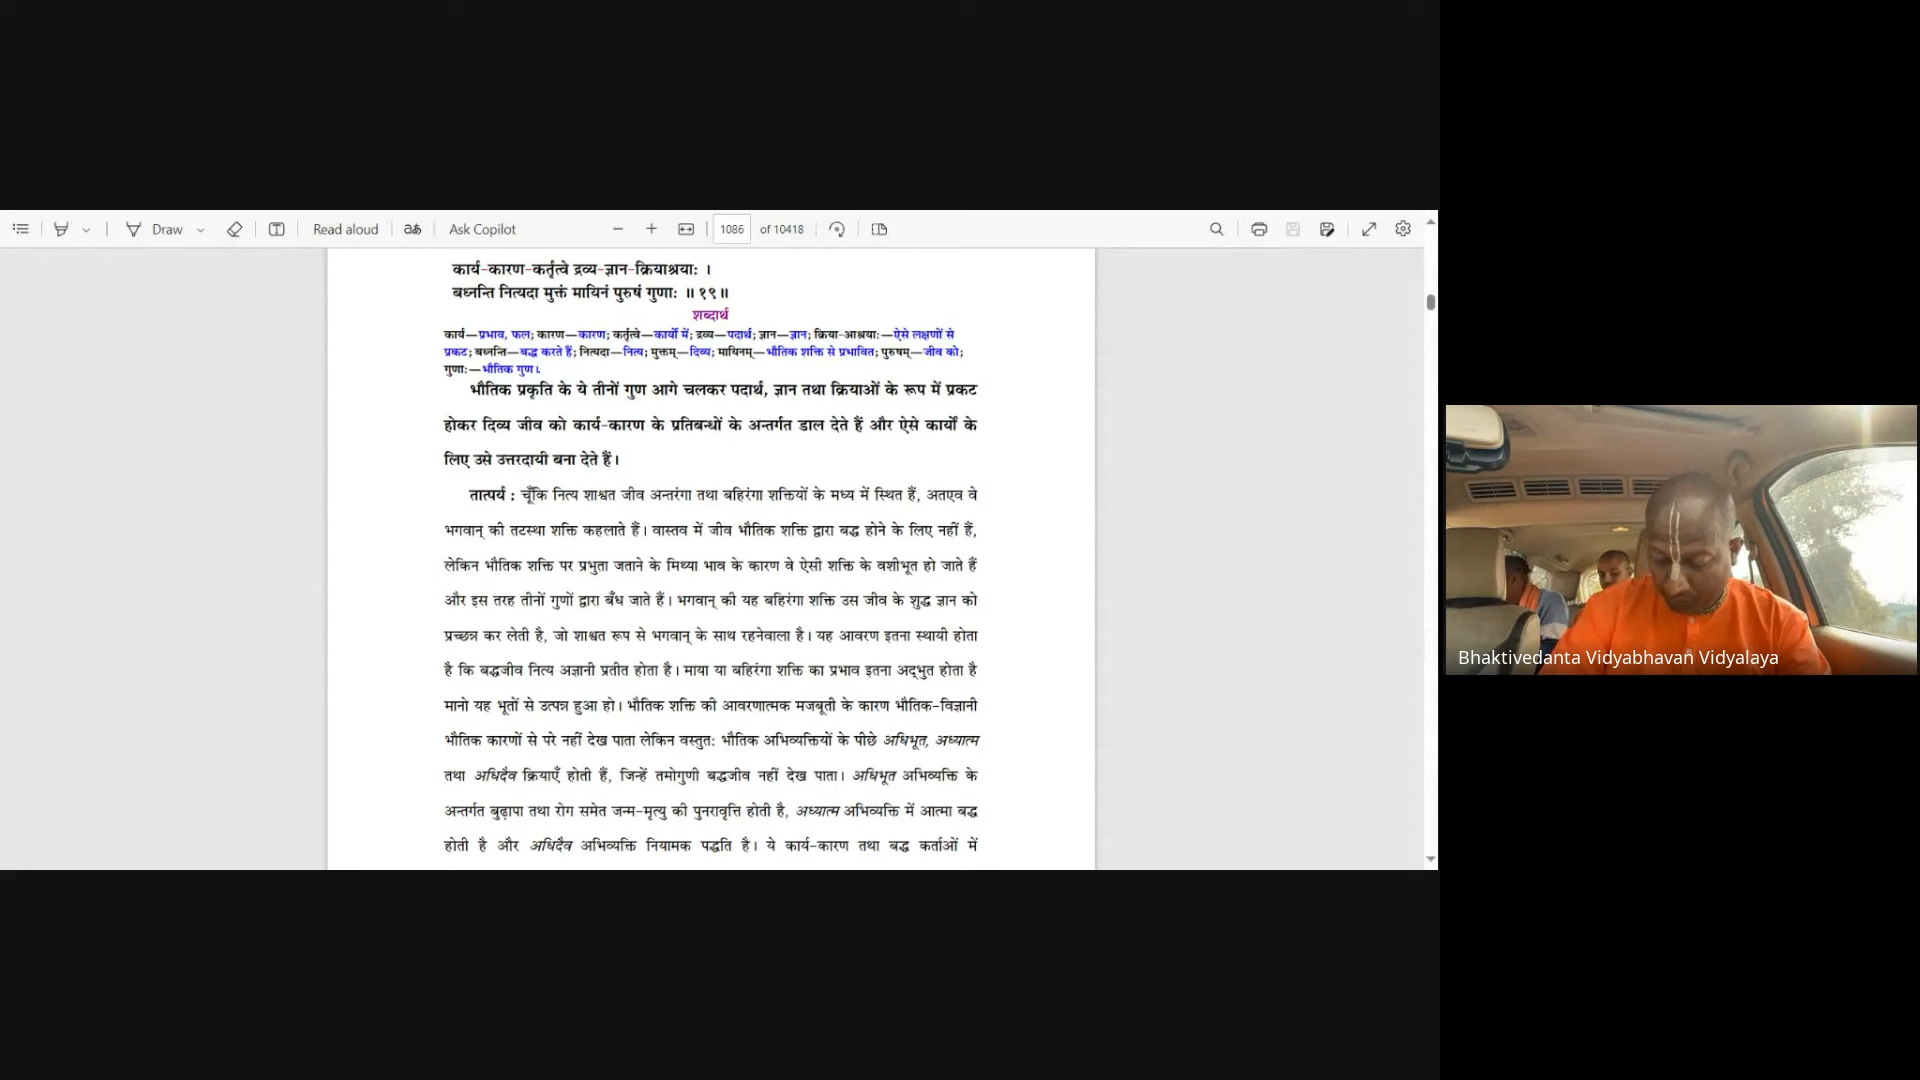 Draw
Read aloud
aあ
Ask Copilot
1086 of 10418
कार्य-कारण-कर्तृत्वे द्रव्य-ज्ञान-क्रियाश्रयाः ।
बध्नन्ति नित्यदा मुक्तं मायिनं पुरुषं गुणाः ॥ १९॥
शब्दार्थ
कार्य—प्रभाव, फल; कारण—कारण; कर्तृत्वे—कार्यों में; द्रव्य—पदार्थ; ज्ञान—ज्ञान; क्रिया-आश्रयाः—ऐसे लक्षणों से
प्रकट; बध्नन्ति—बद्ध करते हैं; नित्यदा—नित्य; मुक्तम्—दिव्य; मायिनम्—भौतिक शक्ति से प्रभावित; पुरुषम्—जीव को;
गुणाः—भौतिक गुण।.
भौतिक प्रकृति के ये तीनों गुण आगे चलकर पदार्थ, ज्ञान तथा क्रियाओं के रूप में प्रकट
होकर दिव्य जीव को कार्य-कारण के प्रतिबन्धों के अन्तर्गत डाल देते हैं और ऐसे कार्यों के
लिए उसे उत्तरदायी बना देते हैं।
तात्पर्य : चूँकि नित्य शाश्वत जीव अन्तरंगा तथा बहिरंगा शक्तियों के मध्य में स्थित हैं, अतएव वे
भगवान् की तटस्था शक्ति कहलाते हैं। वास्तव में जीव भौतिक शक्ति द्वारा बद्ध होने के लिए नहीं हैं,
लेकिन भौतिक शक्ति पर प्रभुता जताने के मिथ्या भाव के कारण वे ऐसी शक्ति के वशीभूत हो जाते हैं
और इस तरह तीनों गुणों द्वारा बँध जाते हैं। भगवान् की यह बहिरंगा शक्ति उस जीव के शुद्ध ज्ञान को
प्रच्छन्न कर लेती है, जो शाश्वत रूप से भगवान् के साथ रहनेवाला है। यह आवरण इतना स्थायी होता
है कि बद्धजीव नित्य अज्ञानी प्रतीत होता है। माया या बहिरंगा शक्ति का प्रभाव इतना अद्भुत होता है
मानो यह भूतों से उत्पन्न हुआ हो। भौतिक शक्ति की आवरणात्मक मजबूती के कारण भौतिक-विज्ञानी
भौतिक कारणों से परे नहीं देख पाता लेकिन वस्तुतः भौतिक अभिव्यक्तियों के पीछे अधिभूत, अध्यात्म
तथा अधिदैव क्रियाएँ होती हैं, जिन्हें तमोगुणी बद्धजीव नहीं देख पाता। अधिभूत अभिव्यक्ति के
अन्तर्गत बुढ़ापा तथा रोग समेत जन्म-मृत्यु की पुनरावृत्ति होती है, अध्यात्म अभिव्यक्ति में आत्मा बद्ध
होती है और अधिदैव अभिव्यक्ति नियामक पद्धति है। ये कार्य-कारण तथा बद्ध कर्ताओं में
Bhaktivedanta Vidyabhavan Vidyalaya